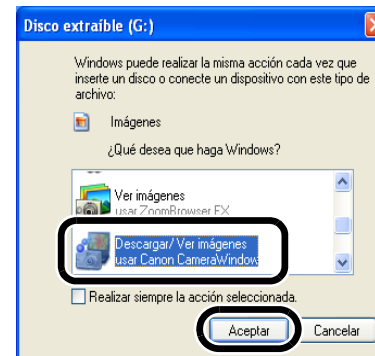 Disco extraíble (G:)
Windows puede realizar la misma acción cada vez que
inserte un disco o conecte un dispositivo con este tipo de
archivo:
Imágenes
¿Qué desea que haga Windows?
Ver imágenes
usar ZoomBrowser EX
Descargar/ Ver imágenes
usar Canon CameraWindow
Realizar siempre la acción seleccionada.
Aceptar
Cancelar